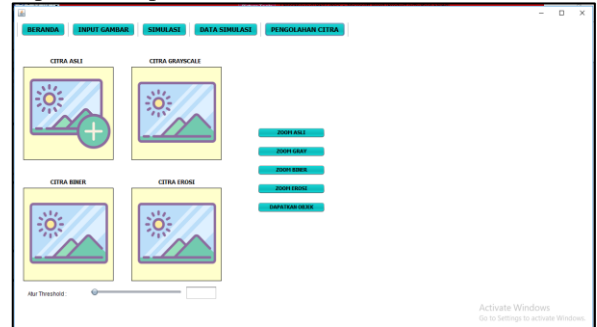 BERANDA INPUT GAMBAR SIMULASI DATA SIMULASI PENGOLAHAN CITRA
CITRA ASLI CITRA GRAYSCALE
ZOOM ASLI
ZOOM GRAY
ZOOM BINER
ZOOM EROSI
DAPATKAN OBJEK
CITRA BINER CITRA EROSI
Atur Threshold :
Activate Windows
Go to Settings to activate Windows.